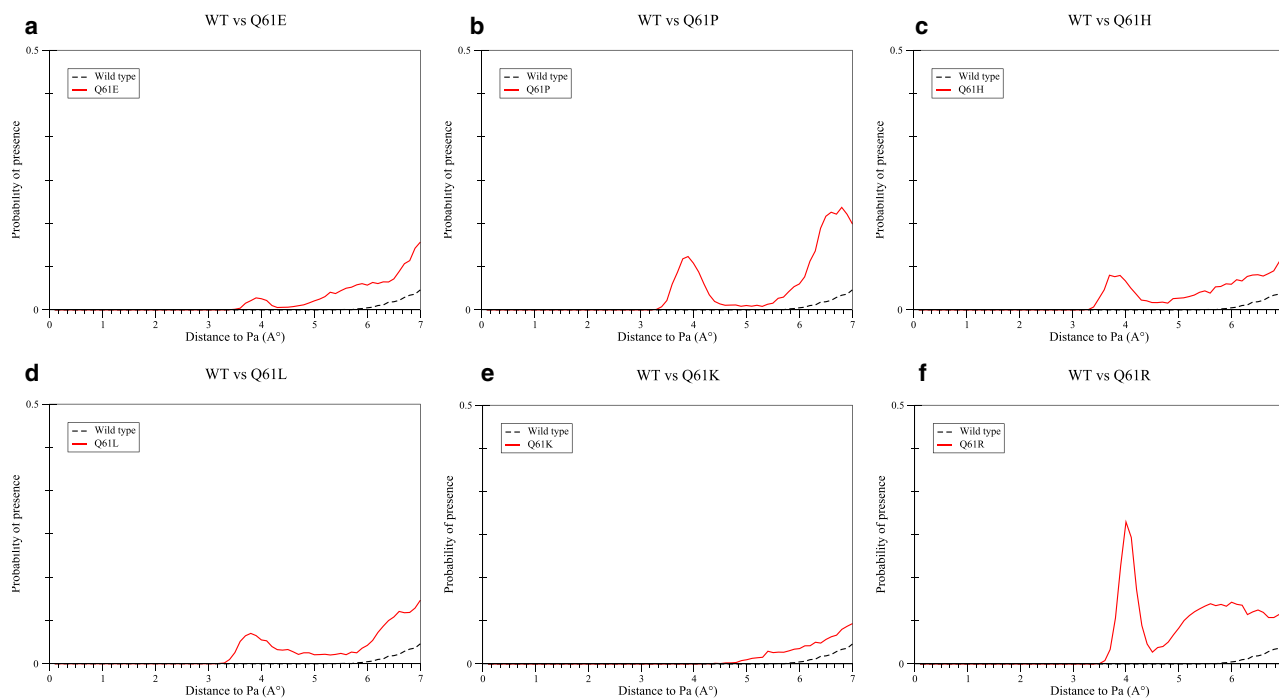 a
WT vs Q61E
0.5
Wild type
Q61E
Probability of presence
0
0 1 2 3 4 5 6 7
Distance to Pa (A°)
b
WT vs Q61P
0.5
Wild type
Q61P
Probability of presence
0
0 1 2 3 4 5 6 7
Distance to Pa (A°)
c
WT vs Q61H
0.5
Wild type
Q61H
Probability of presence
0
0 1 2 3 4 5 6
Distance to Pa (A°)
d
WT vs Q61L
0.5
Wild type
Q61L
Probability of presence
0
0 1 2 3 4 5 6 7
Distance to Pa (A°)
e
WT vs Q61K
0.5
Wild type
Q61K
Probability of presence
0
0 1 2 3 4 5 6 7
Distance to Pa (A°)
f
WT vs Q61R
0.5
Wild type
Q61R
Probability of presence
0
0 1 2 3 4 5 6
Distance to Pa (A°)